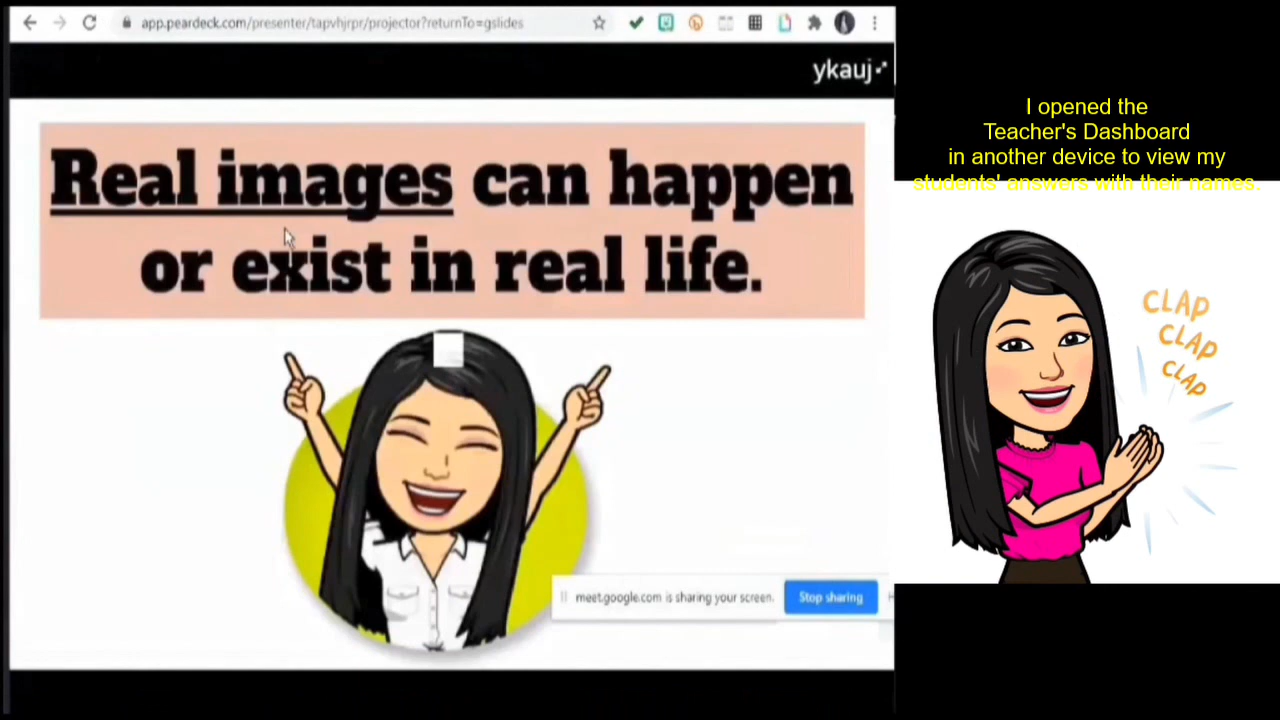 app.peardeck.com/presenter/tapvhjrpr/projector?returnTo=gslides
ykauj
Real images can happen
or exist in real life.
meet.google.com is sharing your screen.
Stop sharing
I opened the
Teacher's Dashboard
in another device to view my
students' answers with their names.
CLAP
CLAP
CLAP